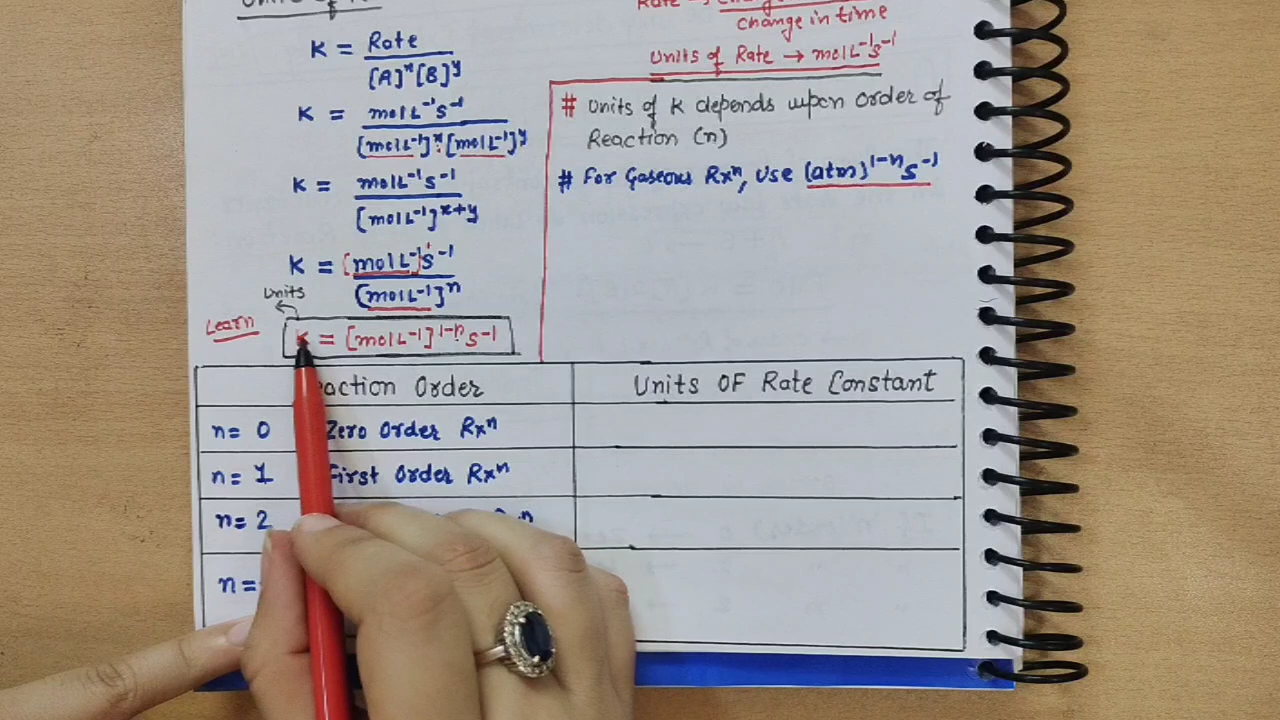 Rate →
change in time
Units of Rate → molL⁻¹s⁻¹
K = Rate
[A]ˣ[B]ʸ
K = molL⁻¹s⁻¹
[molL⁻¹]ˣ[molL⁻¹]ʸ
K = molL⁻¹s⁻¹
[molL⁻¹]ˣ⁺ʸ
K = [molL⁻¹]¹s⁻¹
[molL⁻¹]ⁿ
Units
Learn
K = [molL⁻¹]¹⁻ⁿs⁻¹
# Units of K depends upon order of
Reaction (n)
# For Gaseous Rxⁿ, use (atm)¹⁻ⁿs⁻¹
Order Units OF Rate Constant
n= 0 Zero Order Rxⁿ
n= 1 First Order Rxⁿ
n= 2
n=